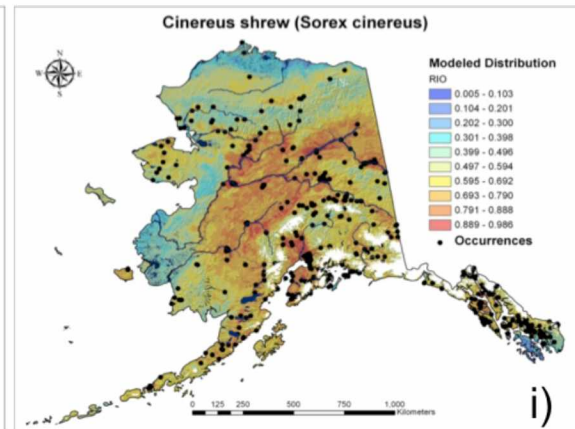 Cinereus shrew (Sorex cinereus)
N
W E
S
Modeled Distribution
RIO
0.005 - 0.103
0.104 - 0.201
0.202 - 0.300
0.301 - 0.398
0.399 - 0.496
0.497 - 0.594
0.595 - 0.692
0.693 - 0.790
0.791 - 0.888
0.889 - 0.986
Occurrences
0 125 250 500 750 1,000
Kilometers
i)